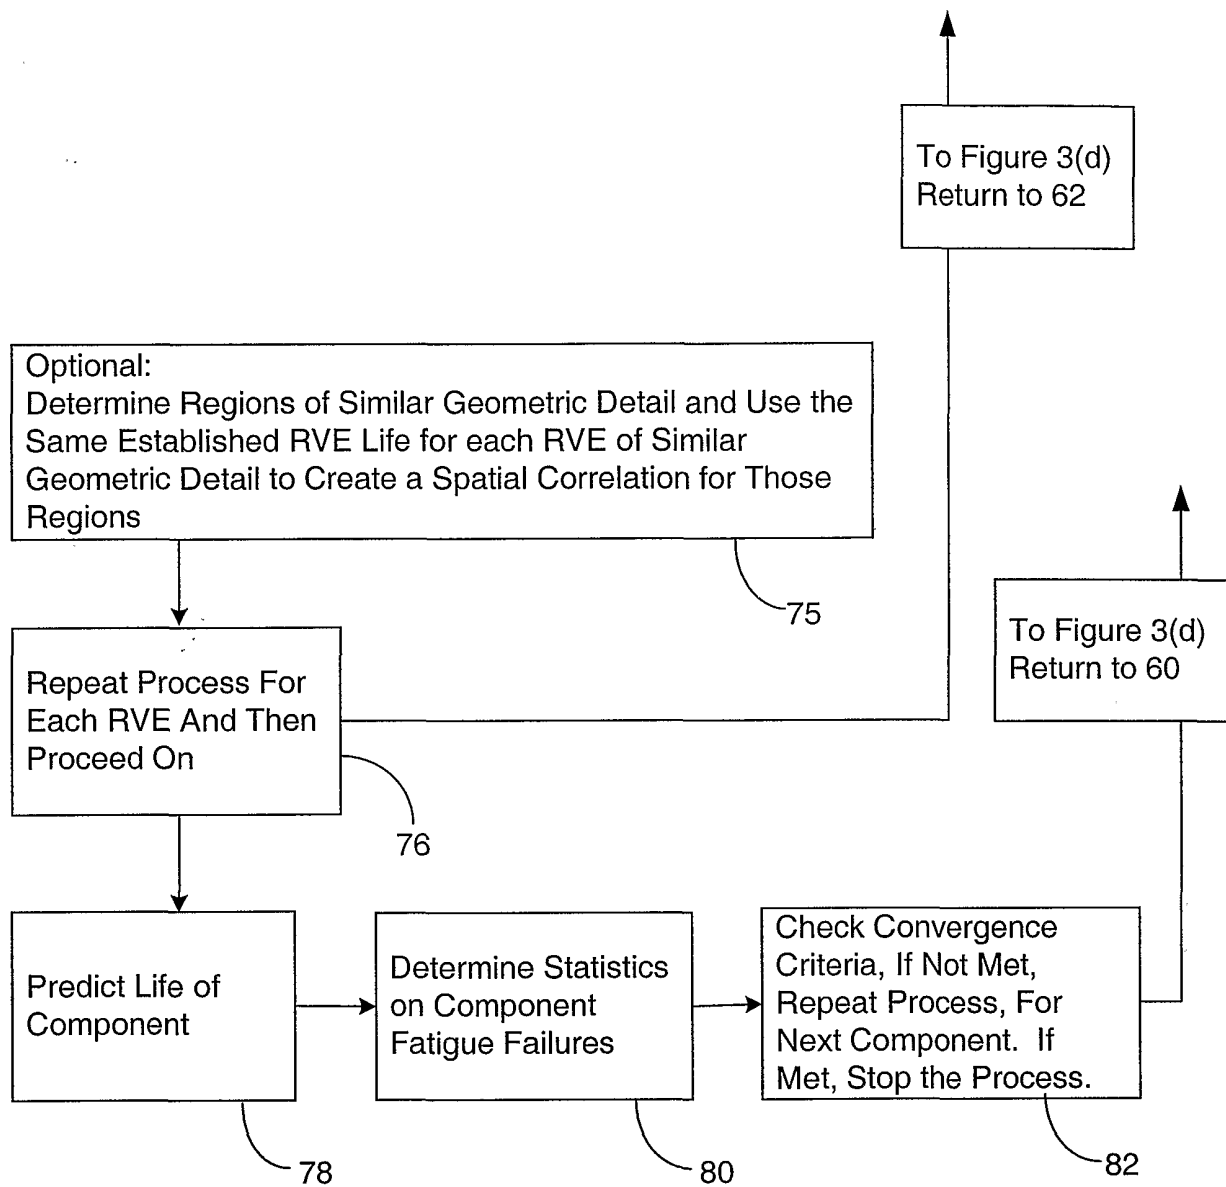 To Figure 3(d)
Return to 62
Optional:
Determine Regions of Similar Geometric Detail and Use the
Same Established RVE Life for each RVE of Similar
Geometric Detail to Create a Spatial Correlation for Those
Regions
75
To Figure 3(d)
Return to 60
Repeat Process For
Each RVE And Then
Proceed On
76
Predict Life of
Component
78
Determine Statistics
on Component
Fatigue Failures
80
Check Convergence
Criteria, If Not Met,
Repeat Process, For
Next Component. If
Met, Stop the Process.
82